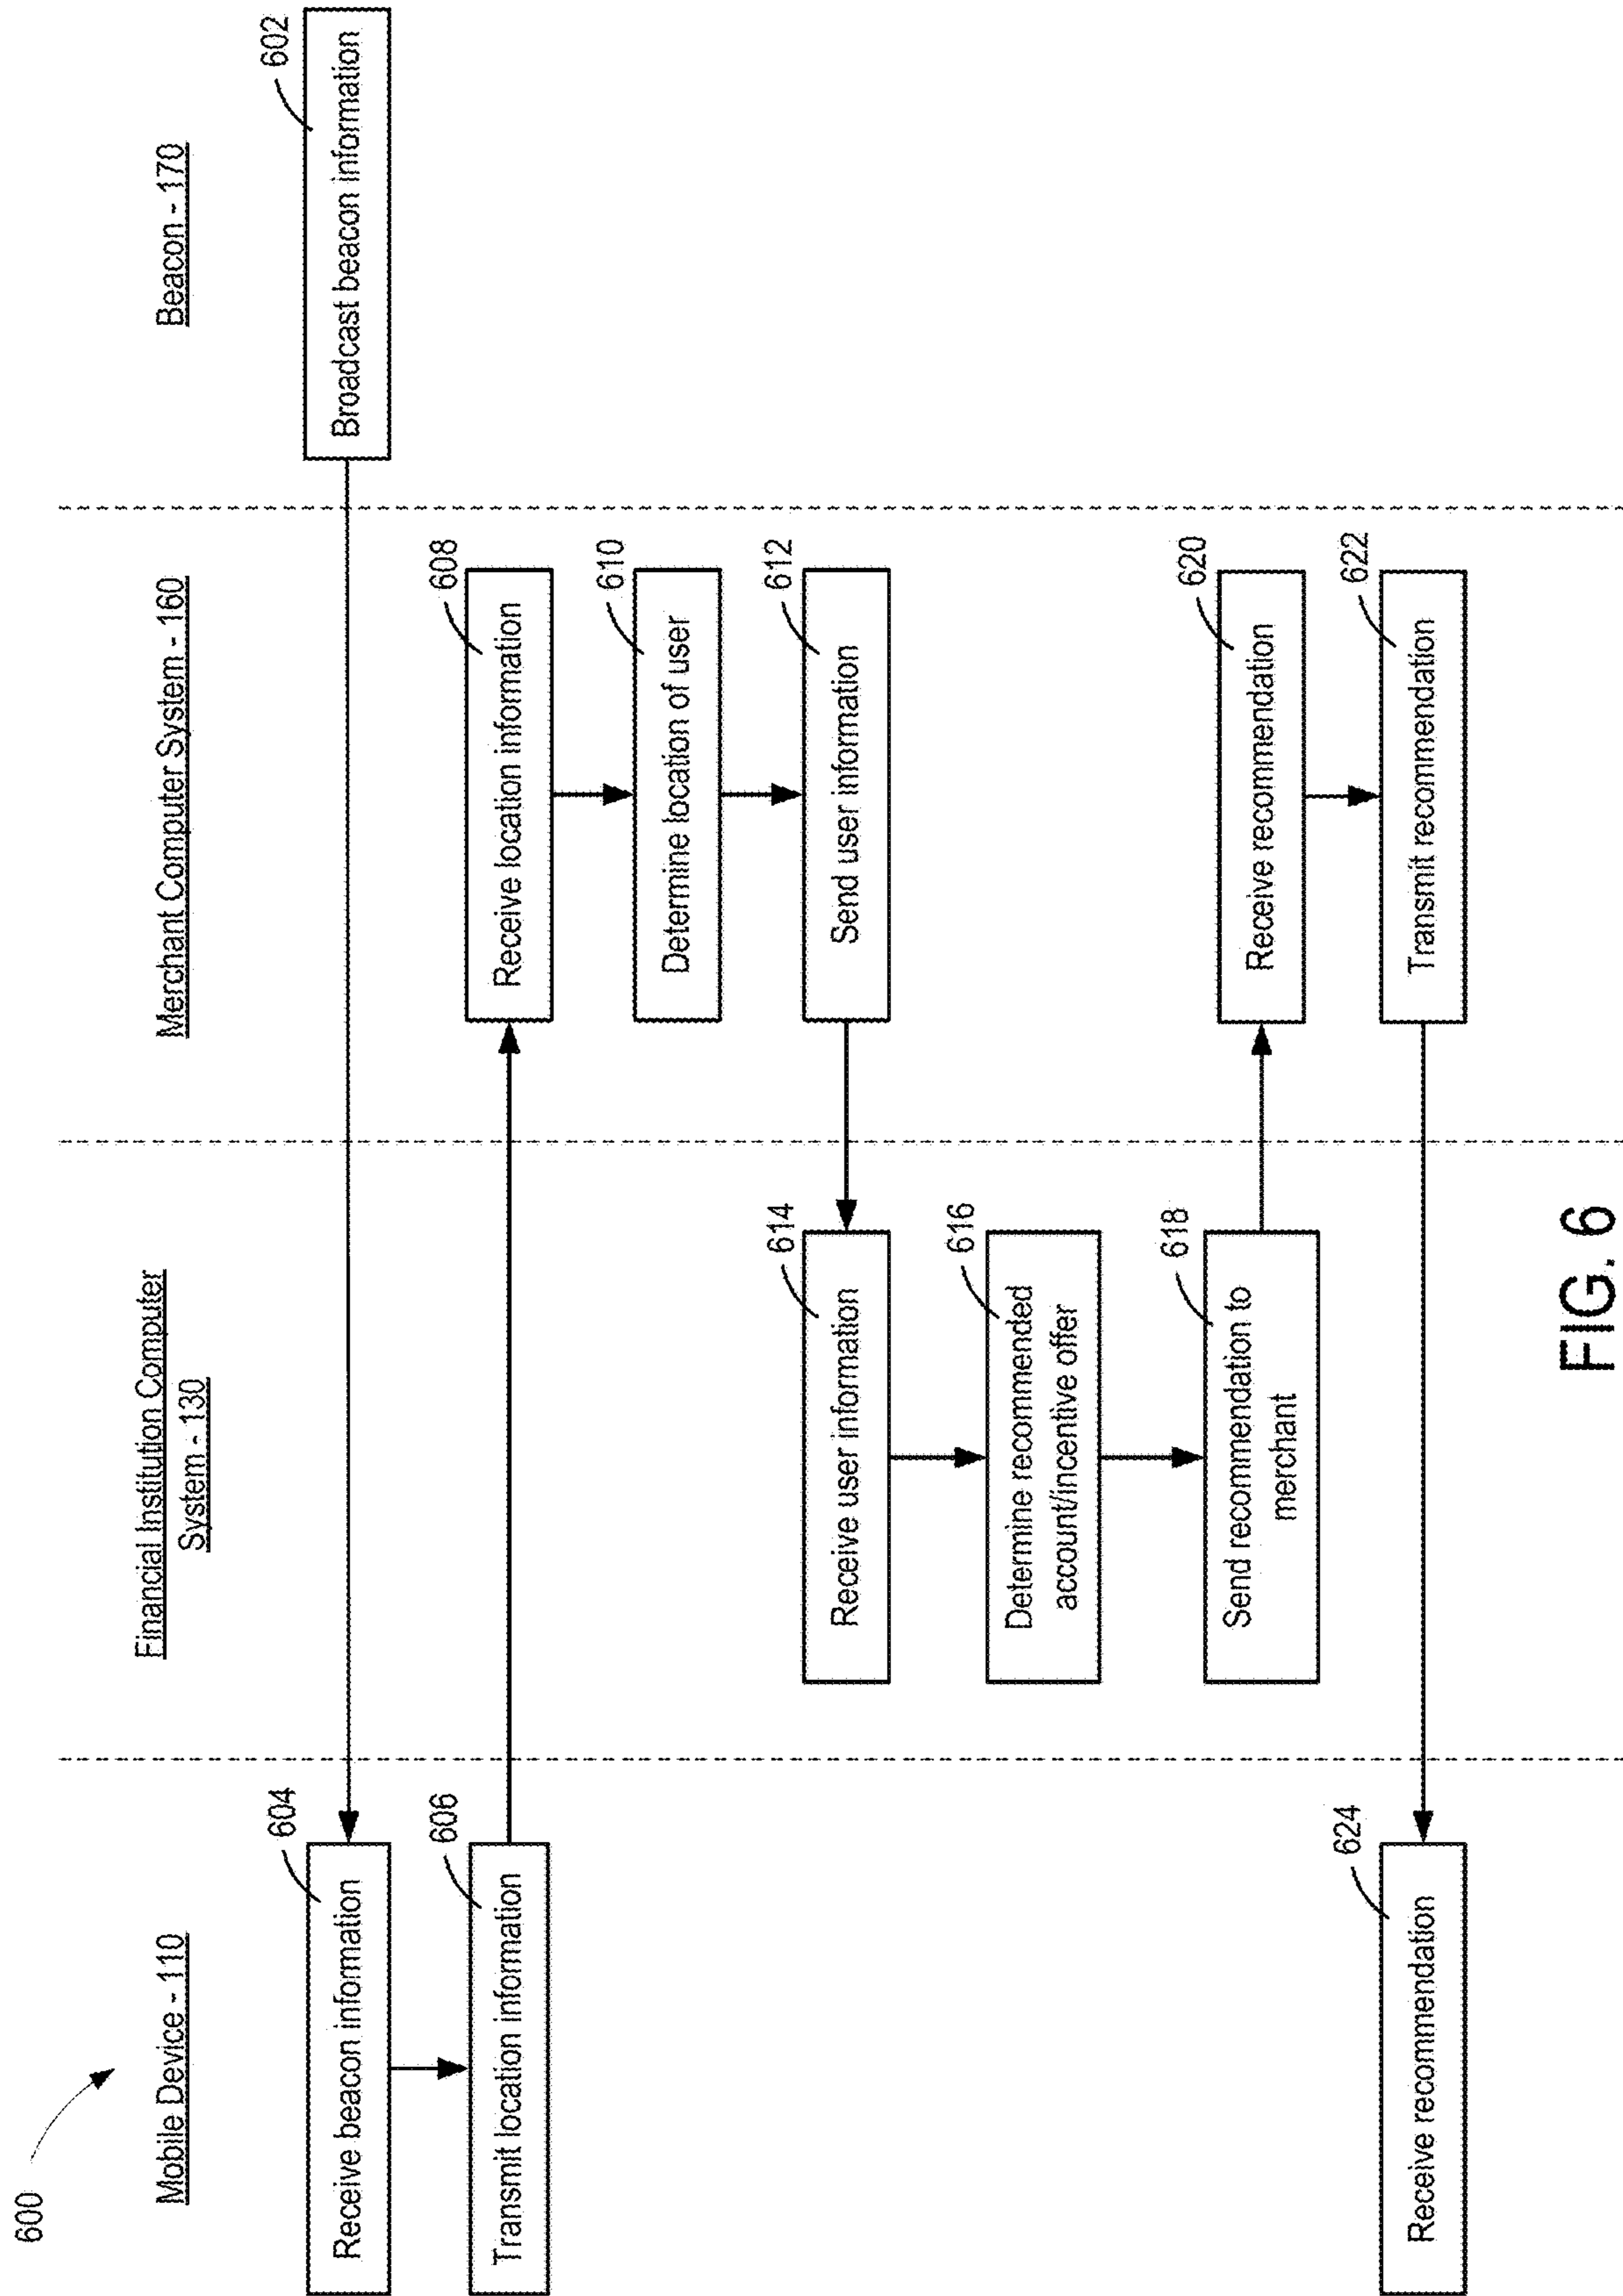 600
Mobile Device - 110
Financial Institution Computer
System - 130
Merchant Computer System - 160
Beacon - 170
602
Broadcast beacon information
604
Receive beacon information
606
Transmit location information
608
Receive location information
610
Determine location of user
612
Send user information
614
Receive user information
616
Determine recommended
account/incentive offer
618
Send recommendation to
merchant
620
Receive recommendation
622
Transmit recommendation
624
Receive recommendation
FIG. 6